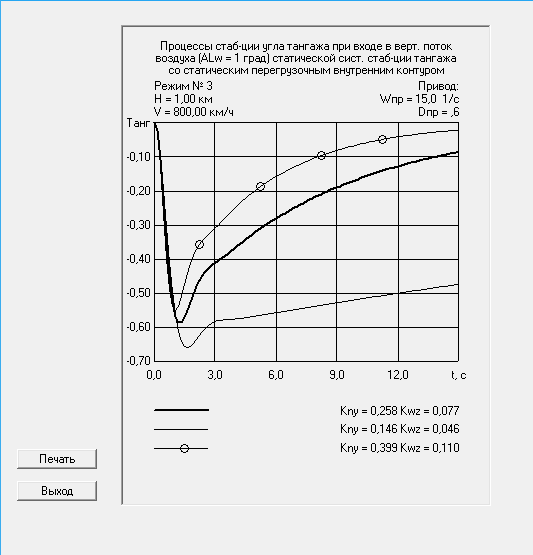 Процессы стаб-ции угла тангажа при входе в верт. поток
воздуха (ALw = 1 град) статической сист. стаб-ции тангажа
со статическим перегрузочным внутренним контуром
Режим № 3 Привод:
H = 1,00 км Wпр = 15,0 1/с
V = 800,00 км/ч Dпр = ,6
Танг
-0,10
-0,20
-0,30
-0,40
-0,50
-0,60
-0,70
0,0 3,0 6,0 9,0 12,0 t, с
Kny = 0,258 Kwz = 0,077
Kny = 0,146 Kwz = 0,046
Kny = 0,399 Kwz = 0,110
Печать
Выход